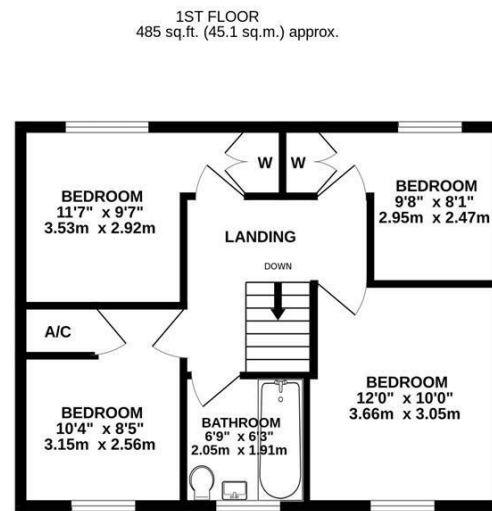 1ST FLOOR
485 sq.ft. (45.1 sq.m.) approx.
W
W
BEDROOM
11'7" x 9'7"
3.53m x 2.92m
BEDROOM
9'8" x 8'1"
2.95m x 2.47m
LANDING
DOWN
A/C
BEDROOM
10'4" x 8'5"
3.15m x 2.56m
BATHROOM
6'9" x 6'3"
2.05m x 1.91m
BEDROOM
12'0" x 10'0"
3.66m x 3.05m